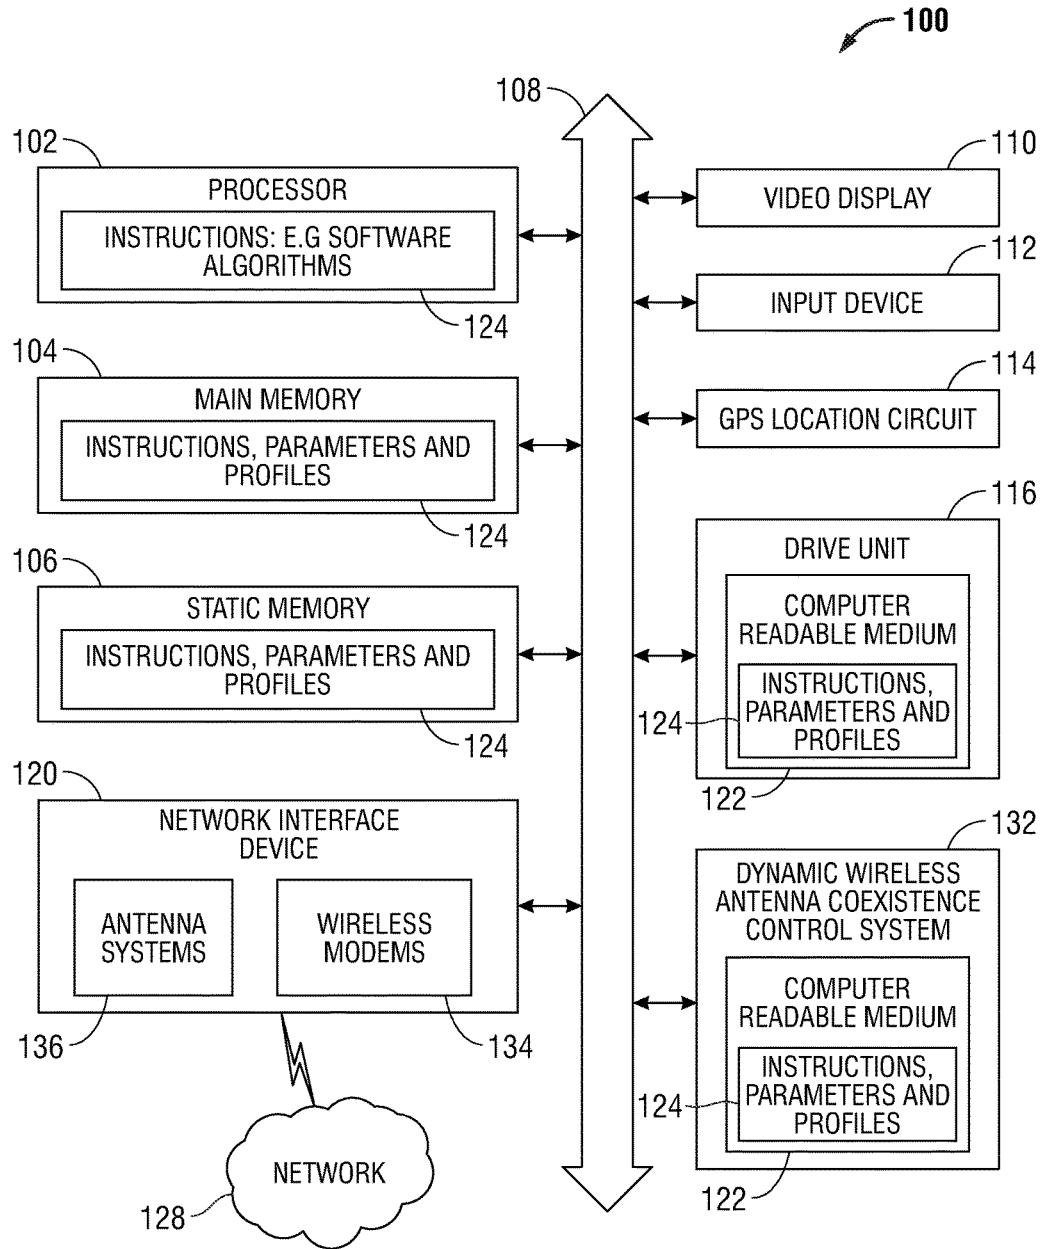 100
108
102
PROCESSOR
INSTRUCTIONS: E.G SOFTWARE
ALGORITHMS
124
104
MAIN MEMORY
INSTRUCTIONS, PARAMETERS AND
PROFILES
124
106
STATIC MEMORY
INSTRUCTIONS, PARAMETERS AND
PROFILES
124
120
NETWORK INTERFACE
DEVICE
ANTENNA
SYSTEMS
WIRELESS
MODEMS
136
134
NETWORK
128
110
VIDEO DISPLAY
112
INPUT DEVICE
114
GPS LOCATION CIRCUIT
116
DRIVE UNIT
COMPUTER
READABLE MEDIUM
INSTRUCTIONS,
PARAMETERS AND
PROFILES
124
122
132
DYNAMIC WIRELESS
ANTENNA COEXISTENCE
CONTROL SYSTEM
COMPUTER
READABLE MEDIUM
INSTRUCTIONS,
PARAMETERS AND
PROFILES
124
122